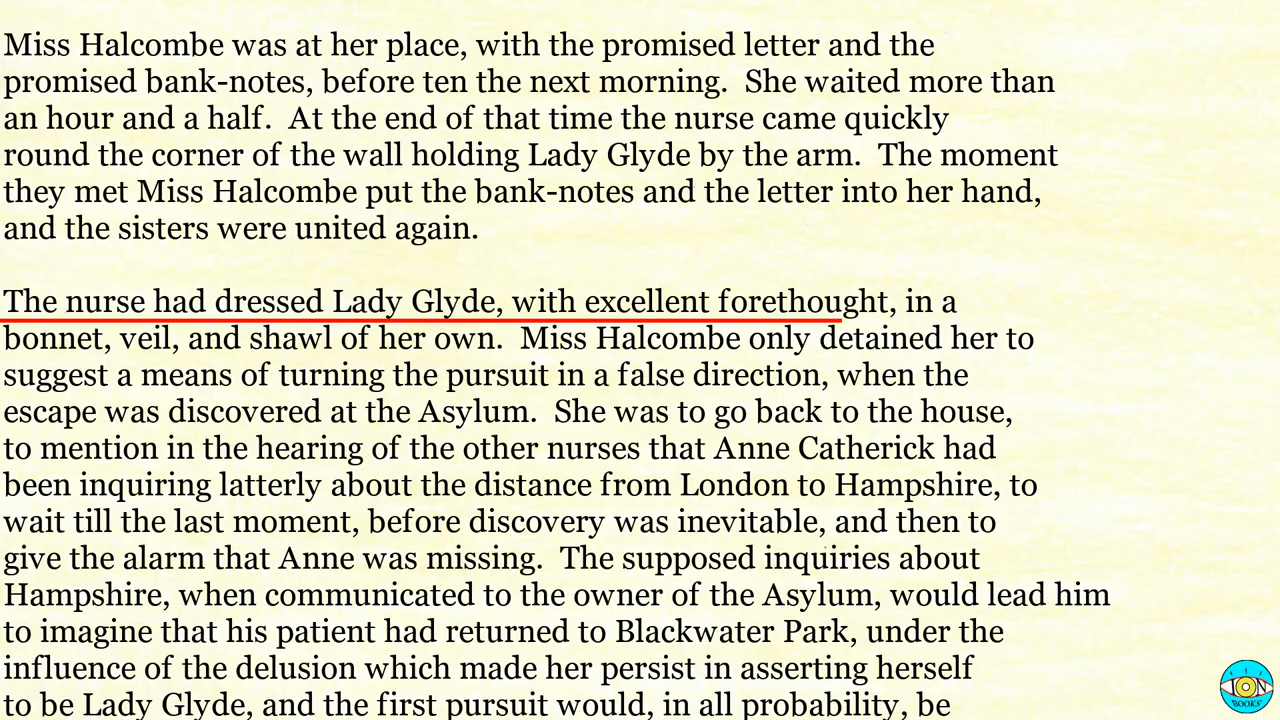 Miss Halcombe was at her place, with the promised letter and the
promised bank-notes, before ten the next morning.  She waited more than
an hour and a half.  At the end of that time the nurse came quickly
round the corner of the wall holding Lady Glyde by the arm.  The moment
they met Miss Halcombe put the bank-notes and the letter into her hand,
and the sisters were united again.
The nurse had dressed Lady Glyde, with excellent forethought, in a
bonnet, veil, and shawl of her own.  Miss Halcombe only detained her to
suggest a means of turning the pursuit in a false direction, when the
escape was discovered at the Asylum.  She was to go back to the house,
to mention in the hearing of the other nurses that Anne Catherick had
been inquiring latterly about the distance from London to Hampshire, to
wait till the last moment, before discovery was inevitable, and then to
give the alarm that Anne was missing.  The supposed inquiries about
Hampshire, when communicated to the owner of the Asylum, would lead him
to imagine that his patient had returned to Blackwater Park, under the
influence of the delusion which made her persist in asserting herself
to be Lady Glyde, and the first pursuit would, in all probability, be
ION
BOOKS